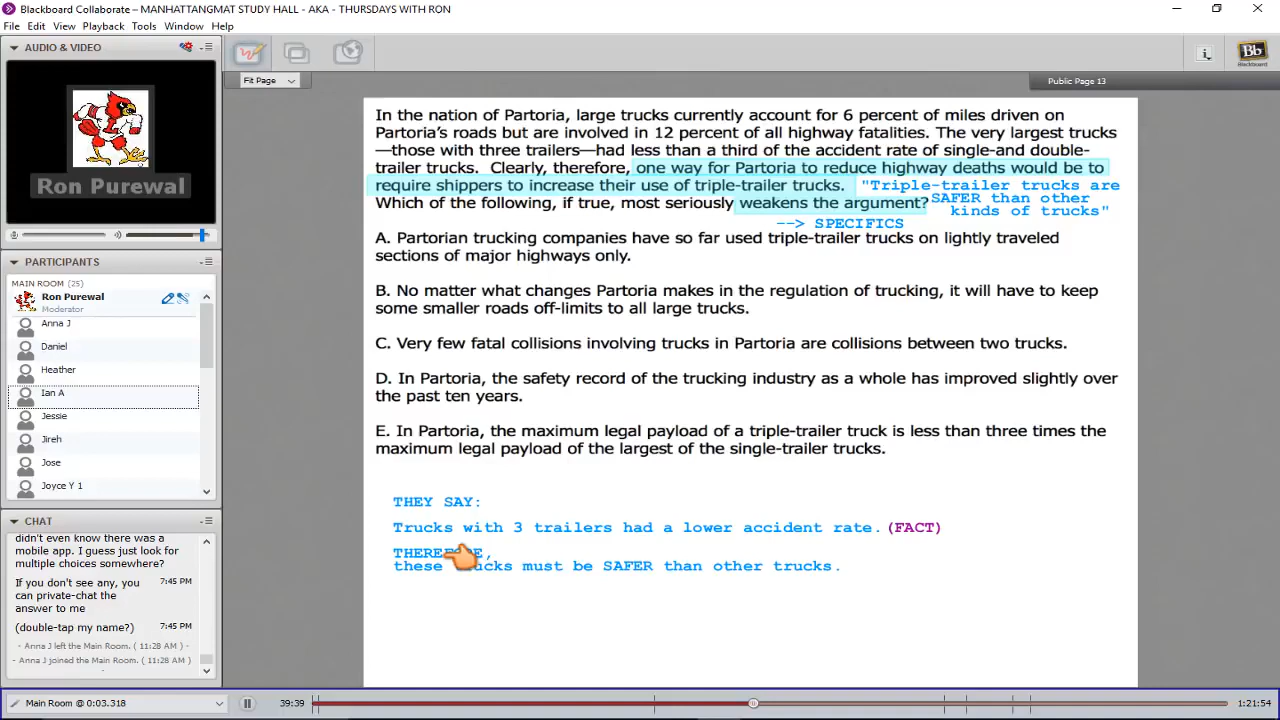 Blackboard Collaborate – MANHATTANGMAT STUDY HALL - AKA - THURSDAYS WITH RON
File Edit View Playback Tools Window Help
AUDIO & VIDEO
Ron Purewal
PARTICIPANTS
MAIN ROOM (25)
Ron Purewal
Moderator
Anna J
Daniel
Heather
Ian A
Jessie
Jireh
Jose
Joyce Y 1
CHAT
didn't even know there was a
mobile app. I guess just look for
multiple choices somewhere?
If you don't see any, you 7:45 PM
can private-chat the
answer to me
(double-tap my name?) 7:45 PM
- Anna J left the Main Room. ( 11:28 AM ) -
- Anna J joined the Main Room. ( 11:28 AM )
-
Fit Page
Public Page 13
Bb
Blackboard
In the nation of Partoria, large trucks currently account for 6 percent of miles driven on
Partoria's roads but are involved in 12 percent of all highway fatalities. The very largest trucks
—those with three trailers—had less than a third of the accident rate of single-and double-
trailer trucks. Clearly, therefore, one way for Partoria to reduce highway deaths would be to
require shippers to increase their use of triple-trailer trucks.
"Triple-trailer trucks are
SAFER than other
kinds of trucks"
Which of the following, if true, most seriously weakens the argument?
--> SPECIFICS
A. Partorian trucking companies have so far used triple-trailer trucks on lightly traveled
sections of major highways only.
B. No matter what changes Partoria makes in the regulation of trucking, it will have to keep
some smaller roads off-limits to all large trucks.
C. Very few fatal collisions involving trucks in Partoria are collisions between two trucks.
D. In Partoria, the safety record of the trucking industry as a whole has improved slightly over
the past ten years.
E. In Partoria, the maximum legal payload of a triple-trailer truck is less than three times the
maximum legal payload of the largest of the single-trailer trucks.
THEY SAY:
Trucks with 3 trailers had a lower accident rate. (FACT)
THEREFORE,
these trucks must be SAFER than other trucks.
Main Room @ 0:03.318
39:39
1:21:54